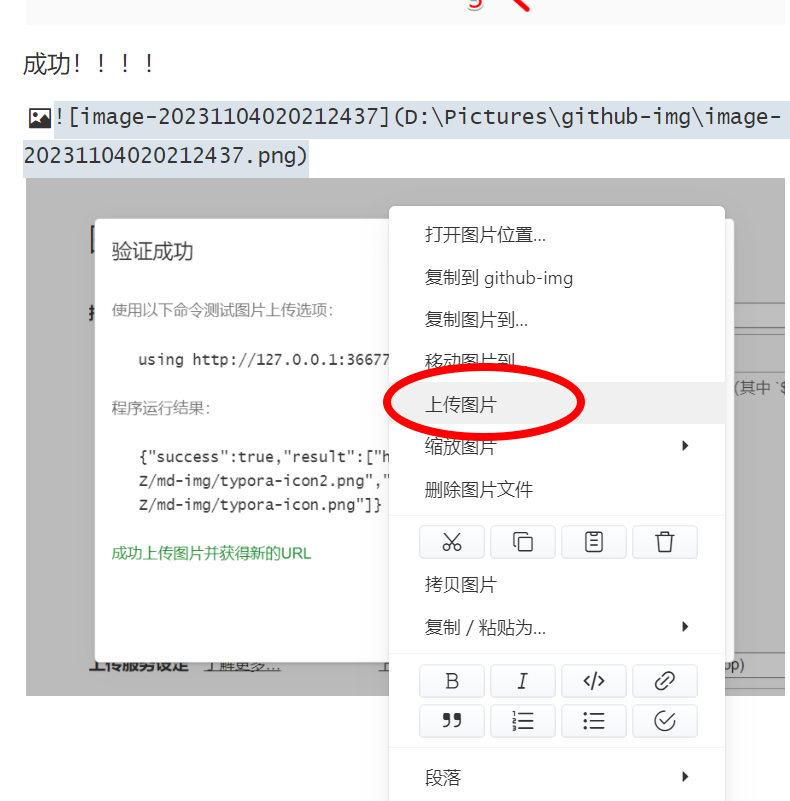 5
成功！！！！
![image-20231104020212437](D:\Pictures\github-img\image-
20231104020212437.png)
验证成功
使用以下命令测试图片上传选项:
using http://127.0.0.1:36677
程序运行结果:
{"success":true,"result":["h
Z/md-img/typora-icon2.png","
Z/md-img/typora-icon.png"]}
成功上传图片并获得新的URL
(其中 `$
上传服务设定 了解更多...
op)
打开图片位置...
复制到 github-img
复制图片到...
移动图片到...
上传图片
缩放图片
删除图片文件
拷贝图片
复制 / 粘贴为...
B I </>
段落